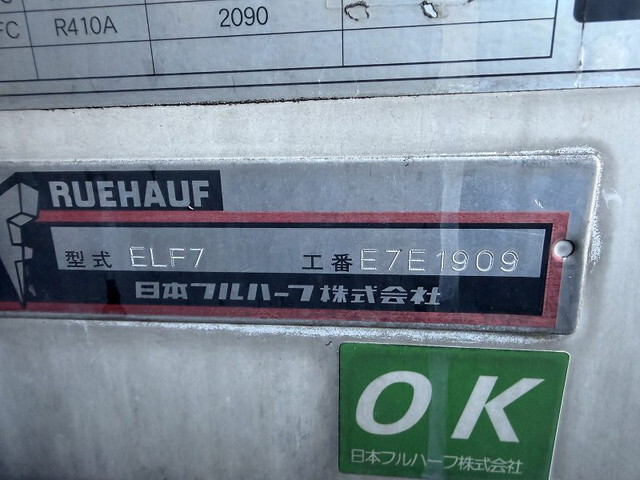 FC R410A 2090
RUEHAUF
型式 ELF7 工番 E7E1909
日本フルハーフ株式会社
OK
日本フルハーフ株式会社